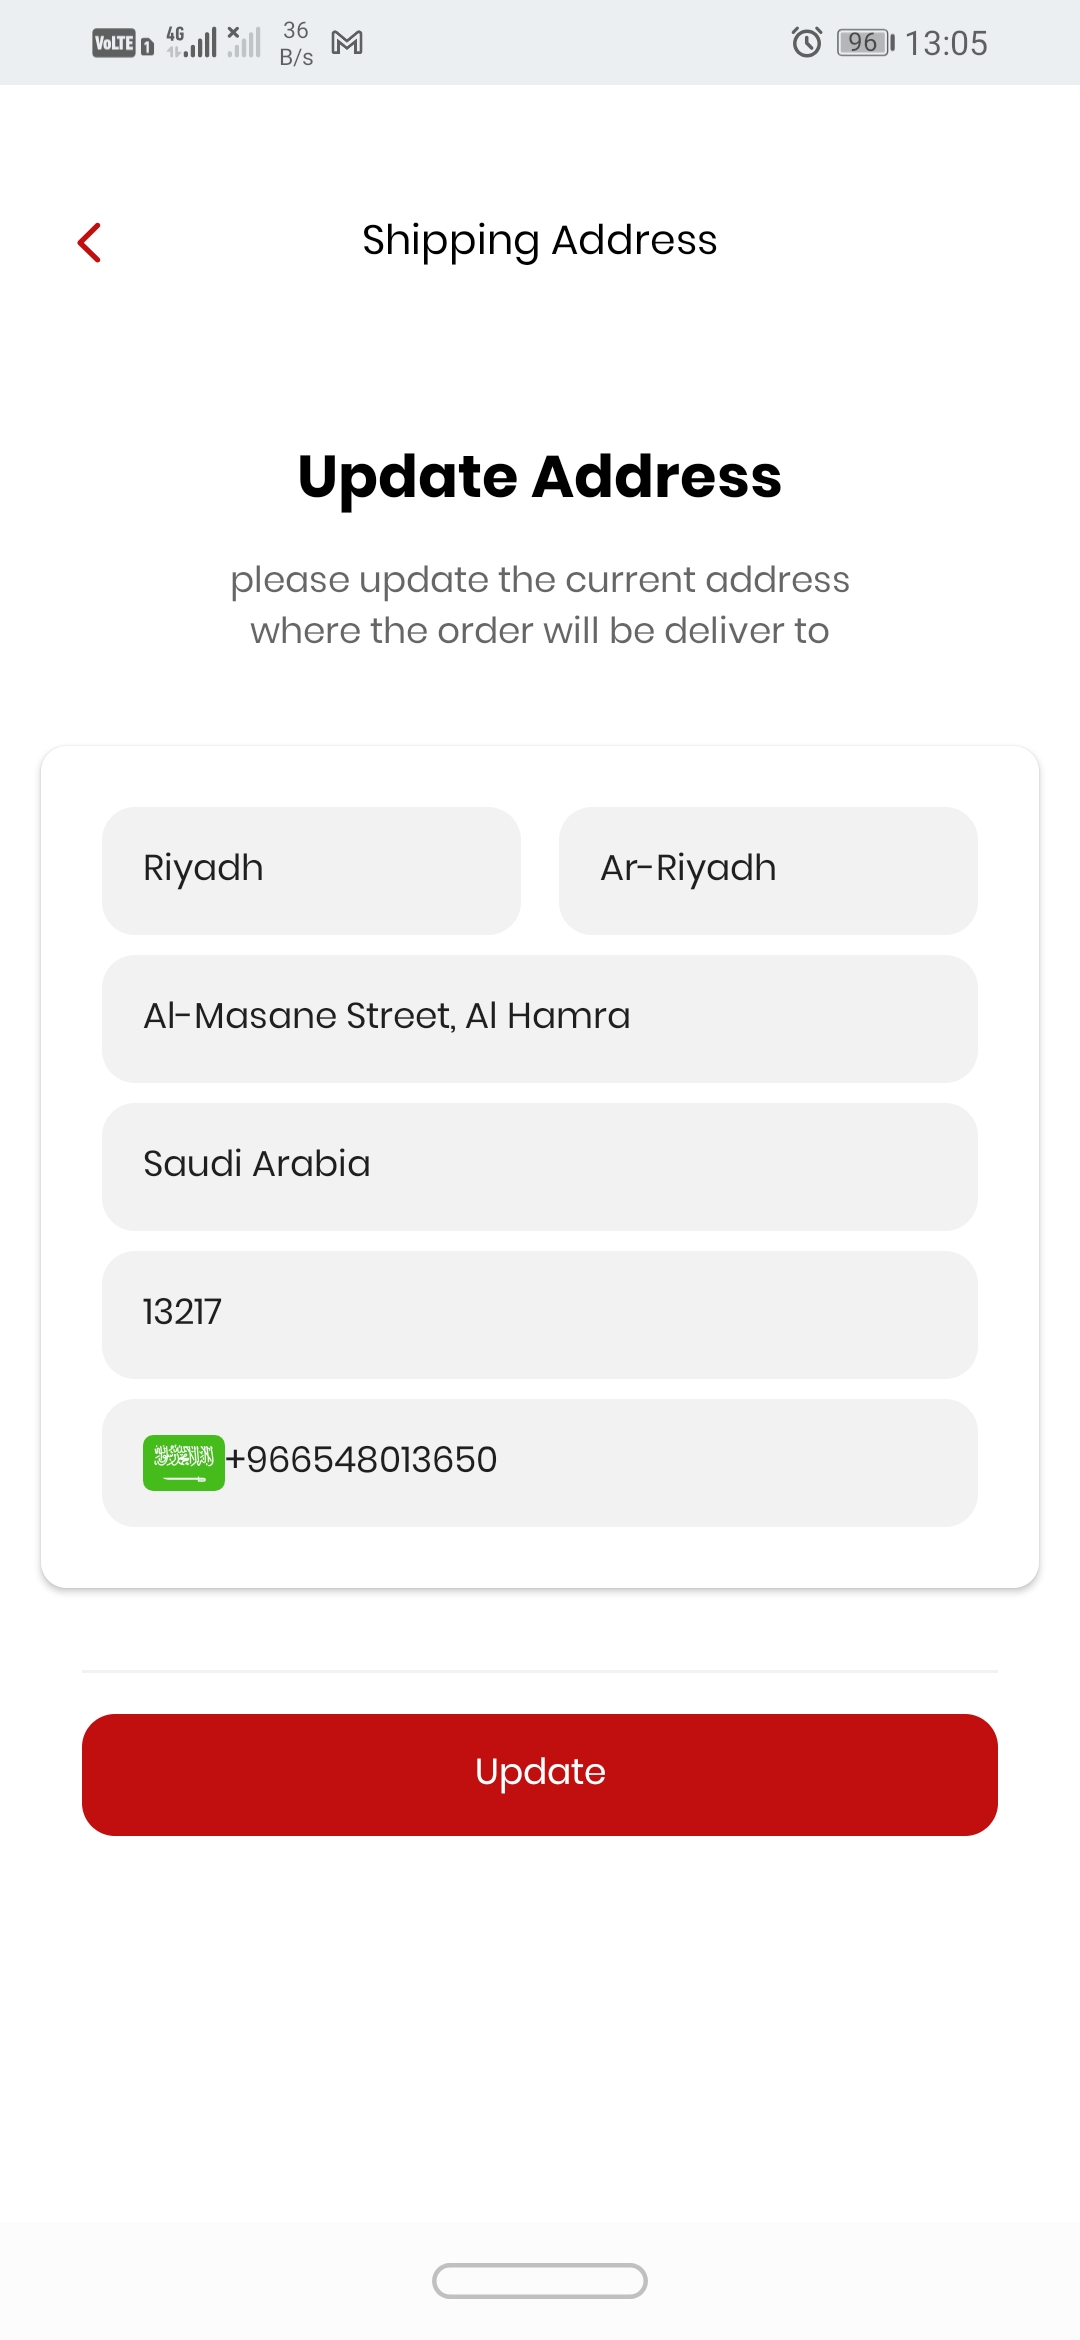 VoLTE 1 4G 36 B/s 96 13:05
Shipping Address
Update Address
please update the current address
where the order will be deliver to
Riyadh Ar-Riyadh
Al-Masane Street, Al Hamra
Saudi Arabia
13217
+966548013650
Update